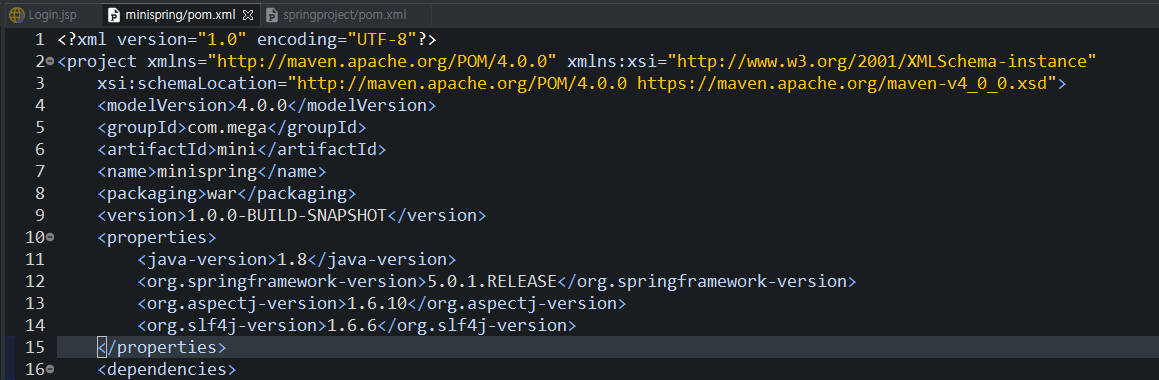 Login.jsp minispring/pom.xml springproject/pom.xml
1 <?xml version="1.0" encoding="UTF-8"?>
2 <project xmlns="http://maven.apache.org/POM/4.0.0" xmlns:xsi="http://www.w3.org/2001/XMLSchema-instance"
3 xsi:schemaLocation="http://maven.apache.org/POM/4.0.0 https://maven.apache.org/maven-v4_0_0.xsd">
4 <modelVersion>4.0.0</modelVersion>
5 <groupId>com.mega</groupId>
6 <artifactId>mini</artifactId>
7 <name>minispring</name>
8 <packaging>war</packaging>
9 <version>1.0.0-BUILD-SNAPSHOT</version>
10 <properties>
11 <java-version>1.8</java-version>
12 <org.springframework-version>5.0.1.RELEASE</org.springframework-version>
13 <org.aspectj-version>1.6.10</org.aspectj-version>
14 <org.slf4j-version>1.6.6</org.slf4j-version>
15 </properties>
16 <dependencies>